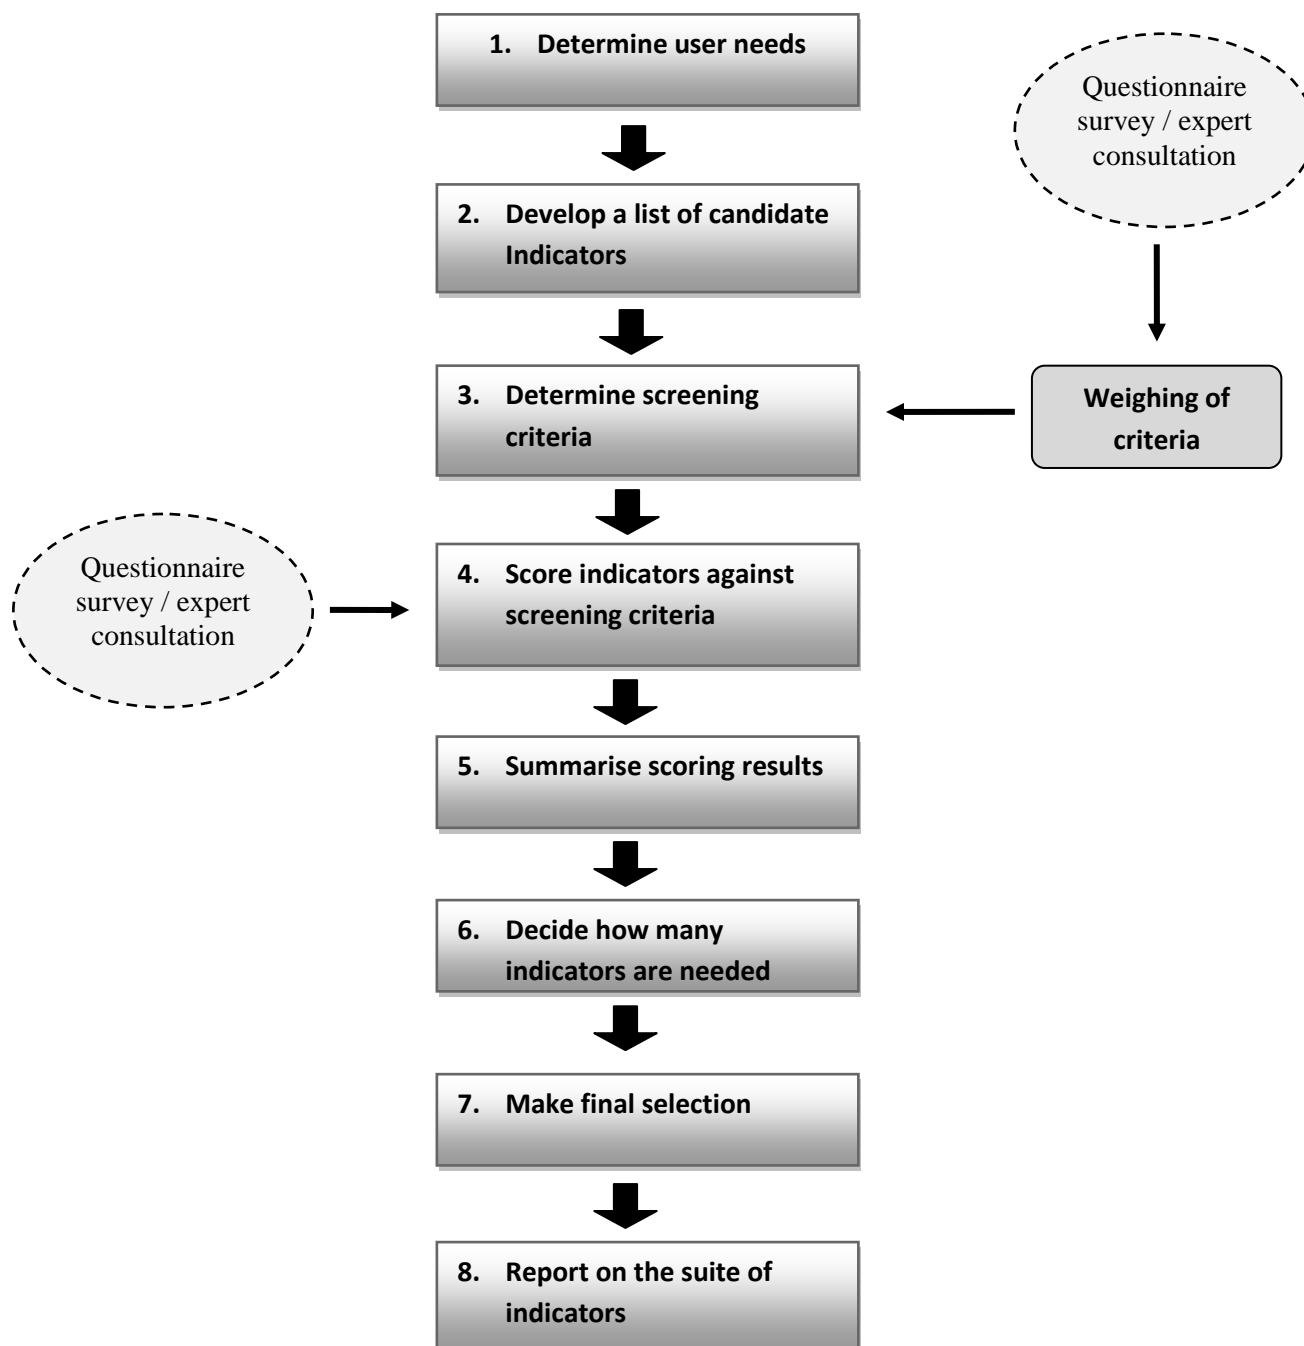 1. Determine user needs
Questionnaire
survey / expert
consultation
2. Develop a list of candidate
Indicators
3. Determine screening
criteria
Weighing of
criteria
Questionnaire
survey / expert
consultation
4. Score indicators against
screening criteria
5. Summarise scoring results
6. Decide how many
indicators are needed
7. Make final selection
8. Report on the suite of
indicators